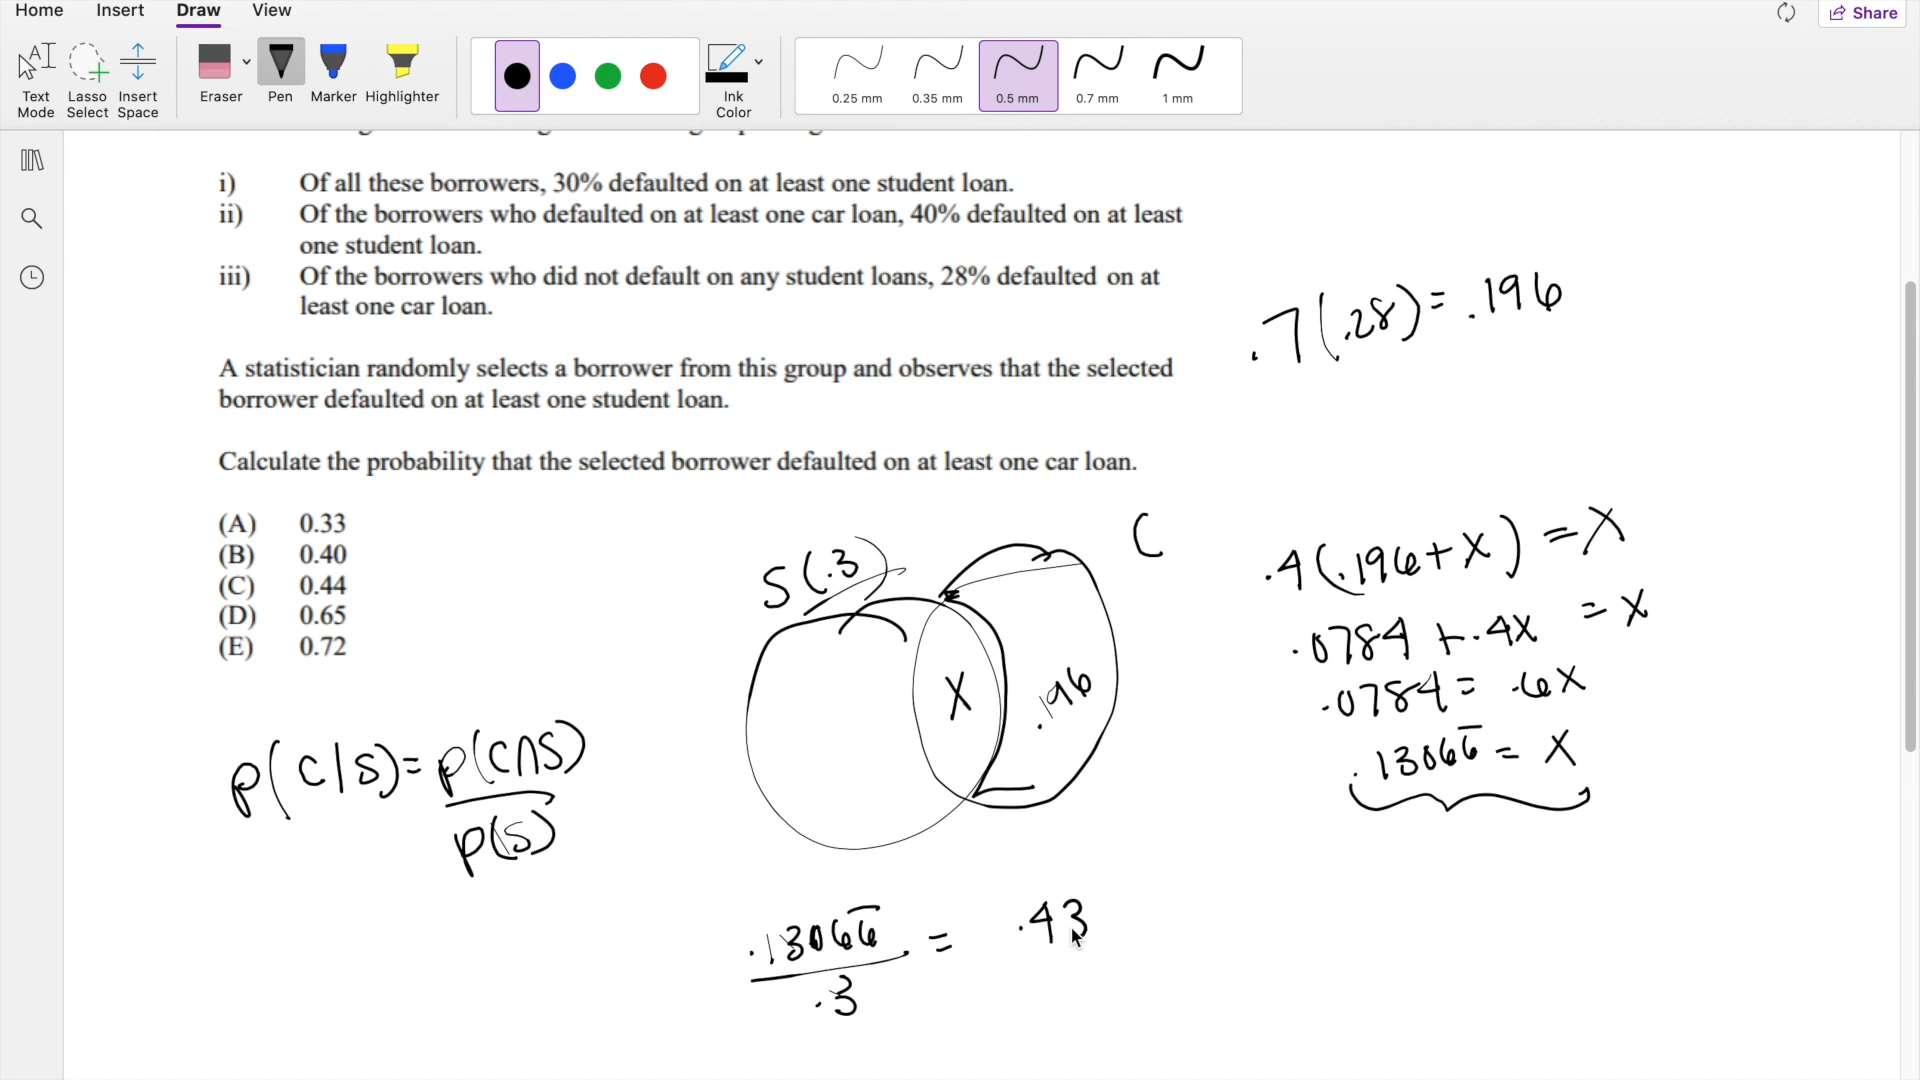 Home Insert Draw View
Share
Text Mode
Lasso Select
Insert Space
Eraser
Pen
Marker
Highlighter
Ink Color
0.25 mm
0.35 mm
0.5 mm
0.7 mm
1 mm
i) Of all these borrowers, 30% defaulted on at least one student loan.
ii) Of the borrowers who defaulted on at least one car loan, 40% defaulted on at least
one student loan.
iii) Of the borrowers who did not default on any student loans, 28% defaulted on at
least one car loan.
.7(.28) = .196
A statistician randomly selects a borrower from this group and observes that the selected
borrower defaulted on at least one student loan.
Calculate the probability that the selected borrower defaulted on at least one car loan.
(A) 0.33
(B) 0.40
(C) 0.44
(D) 0.65
(E) 0.72
S(.3)
C
X
.196
.4(.196+X) = X
.0784 + .4X = X
.0784 = .6X
.13066̅ = X
P(C|S) = P(C∩S)
P(S)
.13066̅ = .43
.3